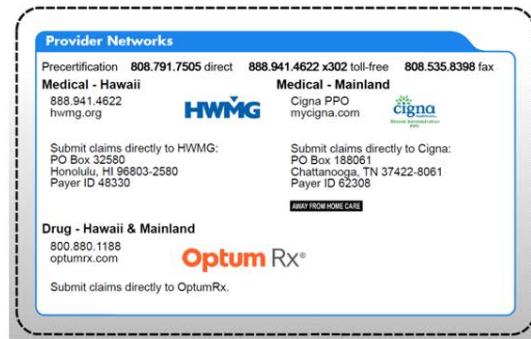 Provider Networks
Precertification 808.791.7505 direct 888.941.4622 x302 toll-free 808.535.8398 fax
Medical - Hawaii
888.941.4622
hwmg.org
HWMG
Submit claims directly to HWMG:
PO Box 32580
Honolulu, HI 96803-2580
Payer ID 48330
Medical - Mainland
Cigna PPO
mycigna.com
cigna
Shared Administration
PPO
Submit claims directly to Cigna:
PO Box 188061
Chattanooga, TN 37422-8061
Payer ID 62308
AWAY FROM HOME CARE
Drug - Hawaii & Mainland
800.880.1188
optumrx.com
Optum Rx®
Submit claims directly to OptumRx.